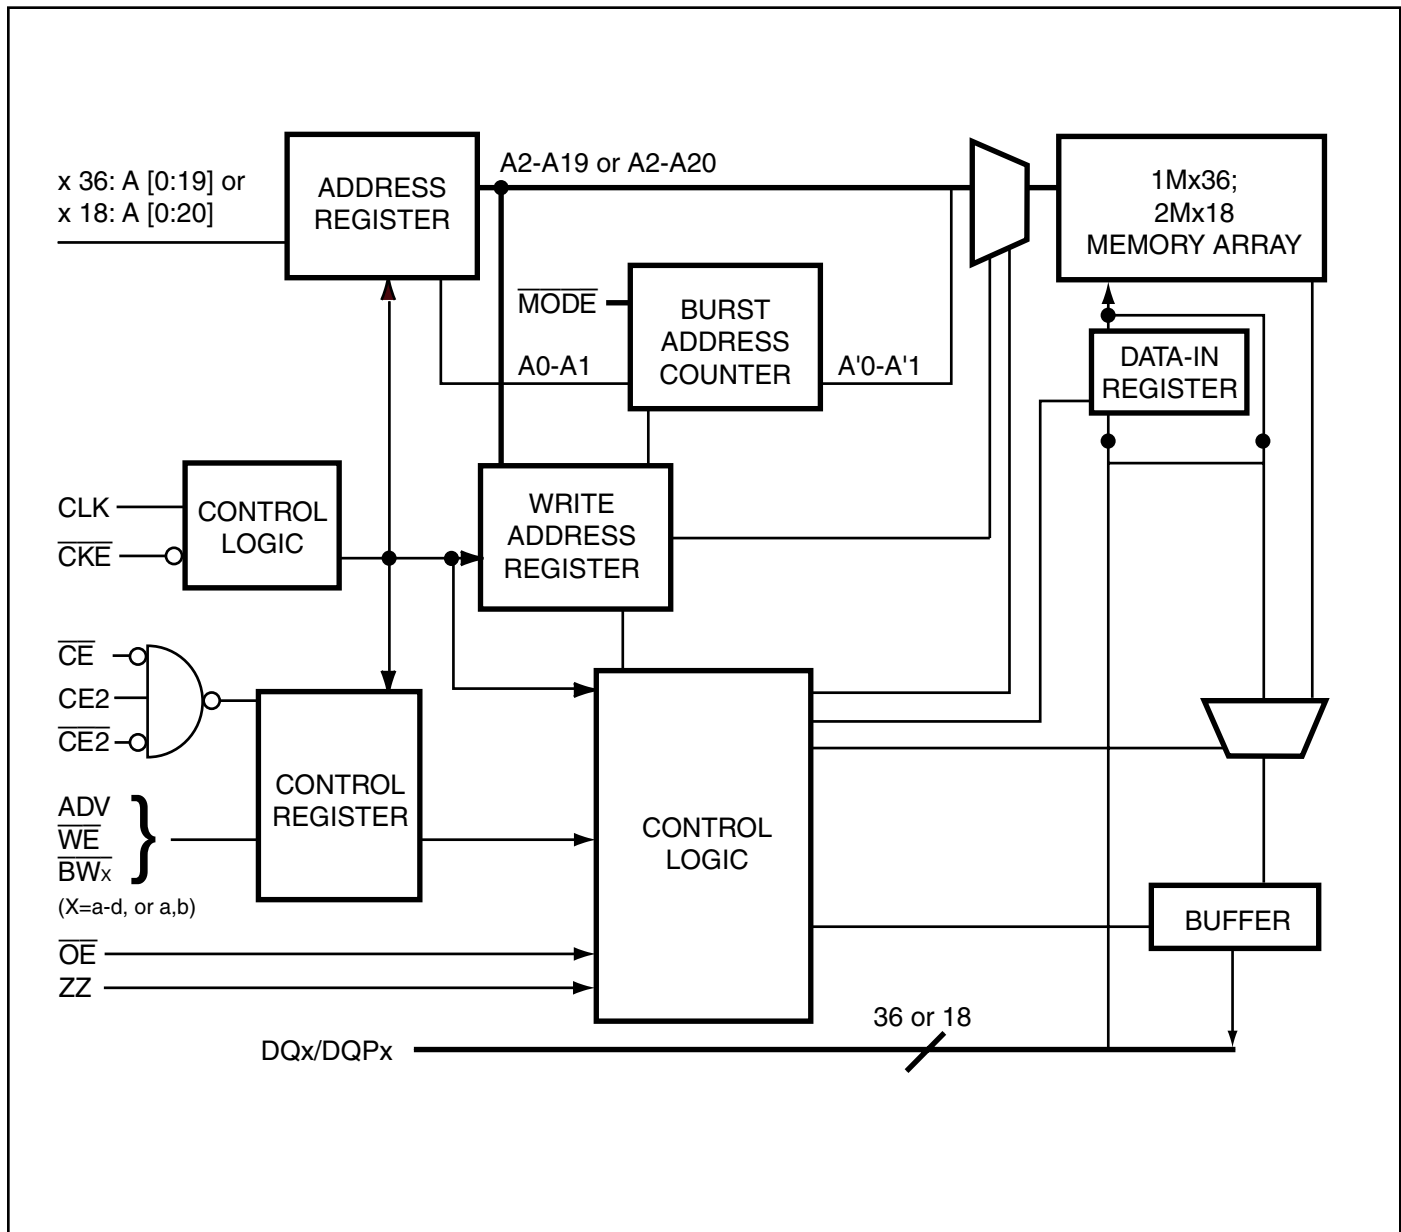 x 36: A [0:19] or
x 18: A [0:20]
ADDRESS
REGISTER
A2-A19 or A2-A20
1Mx36;
2Mx18
MEMORY ARRAY
MODE
BURST
ADDRESS
COUNTER
A0-A1
A'0-A'1
DATA-IN
REGISTER
CLK
CKE
CONTROL
LOGIC
WRITE
ADDRESS
REGISTER
CE
CE2
CE2
ADV
WE
BWx
}
(X=a-d, or a,b)
CONTROL
REGISTER
CONTROL
LOGIC
BUFFER
OE
ZZ
36 or 18
DQx/DQPx